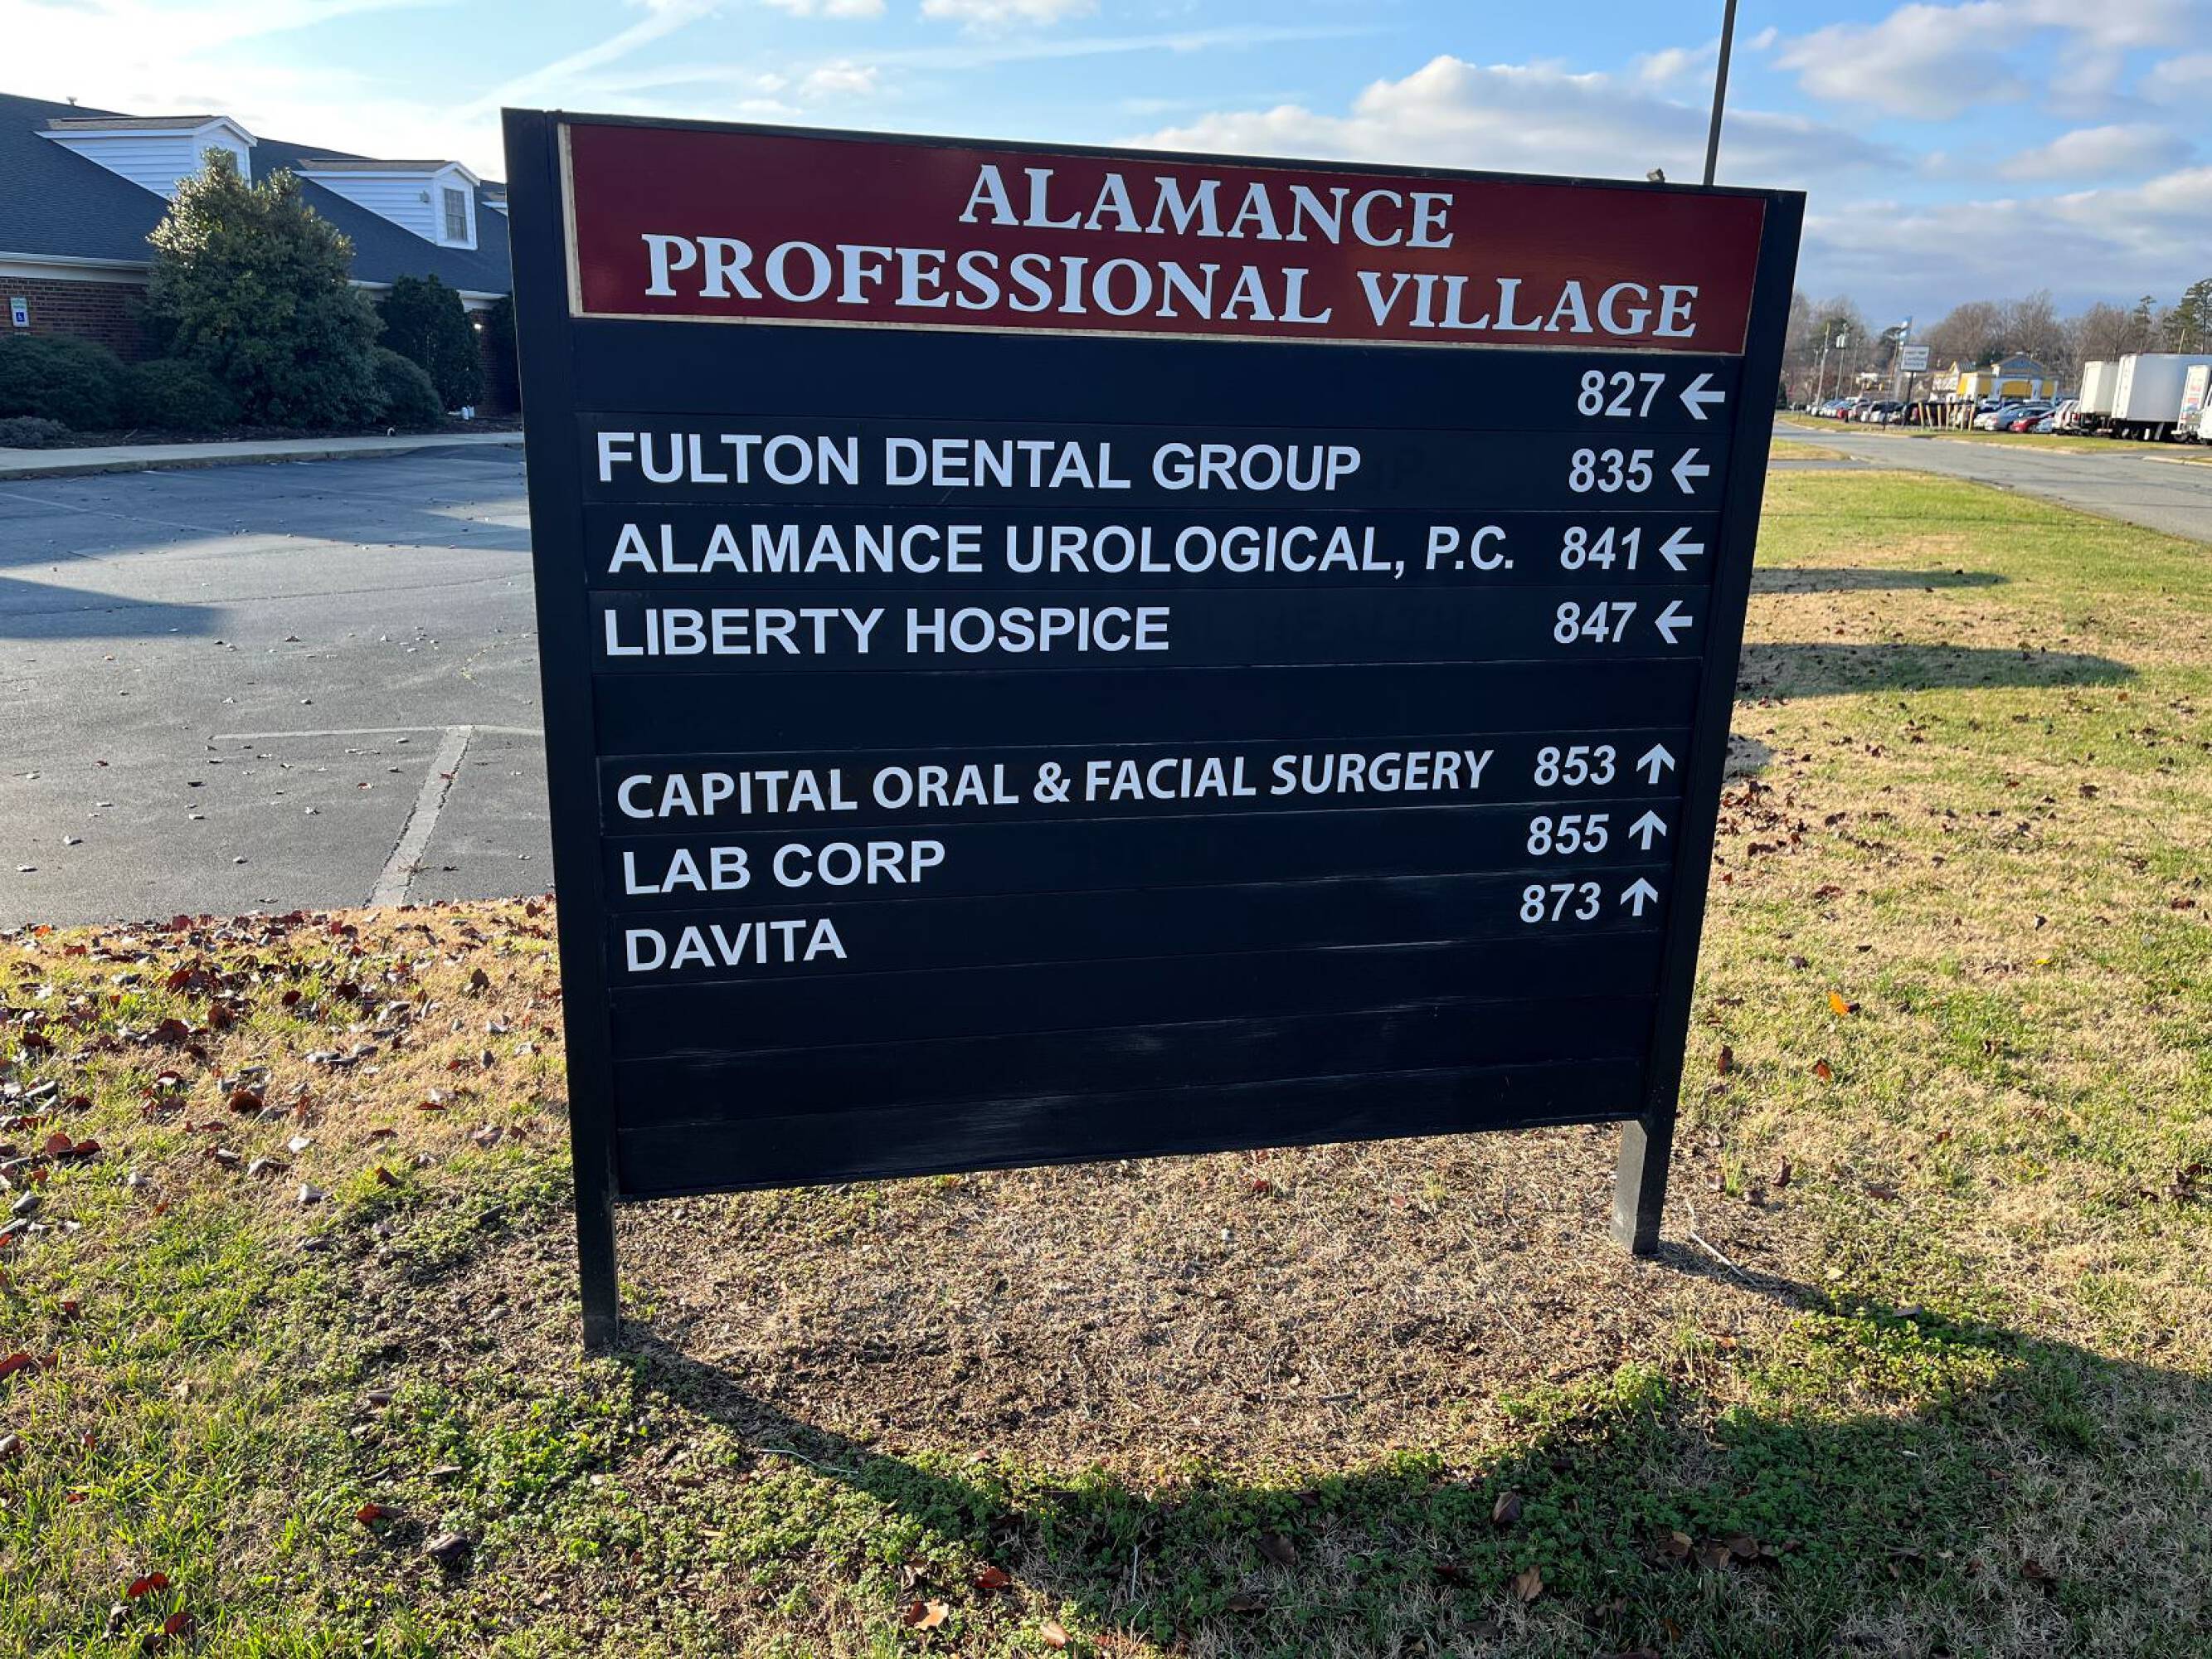 ALAMANCE
PROFESSIONAL VILLAGE
827 ←
FULTON DENTAL GROUP 835 ←
ALAMANCE UROLOGICAL, P.C. 841 ←
LIBERTY HOSPICE 847 ←
CAPITAL ORAL & FACIAL SURGERY 853 ↑
LAB CORP 855 ↑
DAVITA 873 ↑